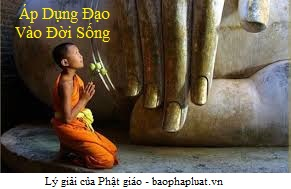 Áp Dụng Đạo
Vào Đời Sống
Lý giải của Phật giáo - baophapluat.vn